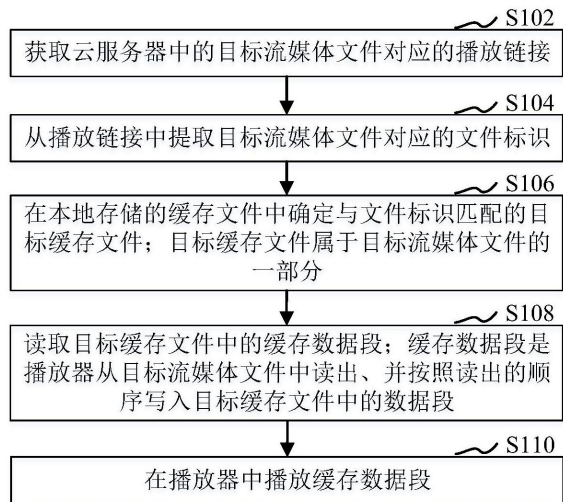 S102
获取云服务器中的目标流媒体文件对应的播放链接
S104
从播放链接中提取目标流媒体文件对应的文件标识
S106
在本地存储的缓存文件中确定与文件标识匹配的目
标缓存文件；目标缓存文件属于目标流媒体文件的
一部分
S108
读取目标缓存文件中的缓存数据段；缓存数据段是
播放器从目标流媒体文件中读出、并按照读出的顺
序写入目标缓存文件中的数据段
S110
在播放器中播放缓存数据段